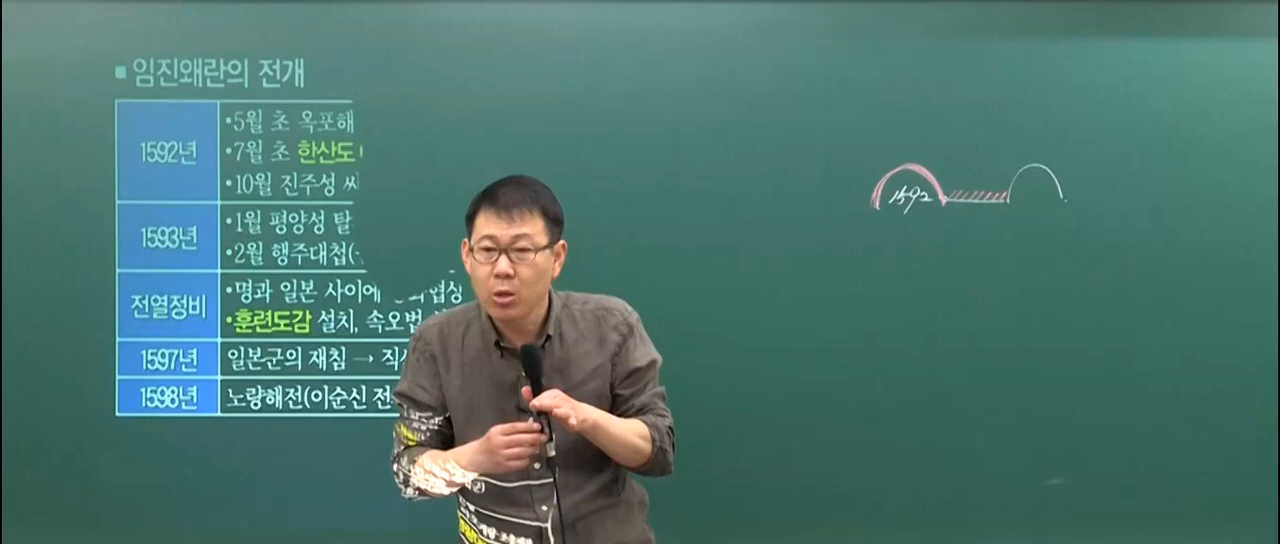 ▪ 임진왜란의 전개
1592년
•5월 초 옥포해
•7월 초 한산도
•10월 진주성 싸
1593년
•1월 평양성 탈
•2월 행주대첩(
전열정비
•명과 일본 사이에
•훈련도감 설치, 속오법
1597년
일본군의 재침 →
1598년
노량해전(이순신 전
1592